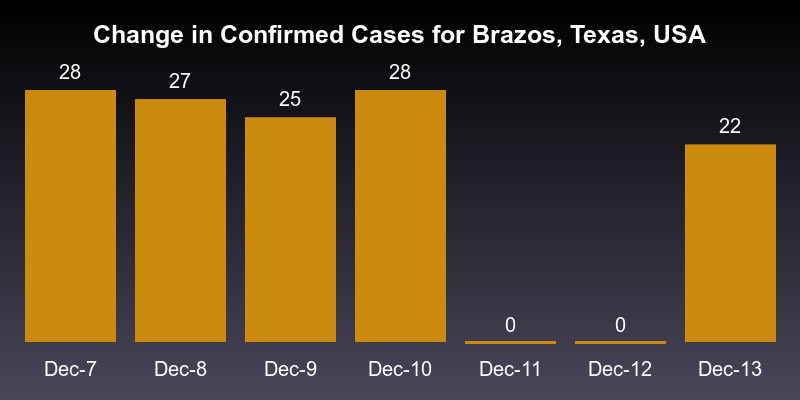 Change in Confirmed Cases for Brazos, Texas, USA
28
27
25
28
0
0
22
Dec-7
Dec-8
Dec-9
Dec-10
Dec-11
Dec-12
Dec-13